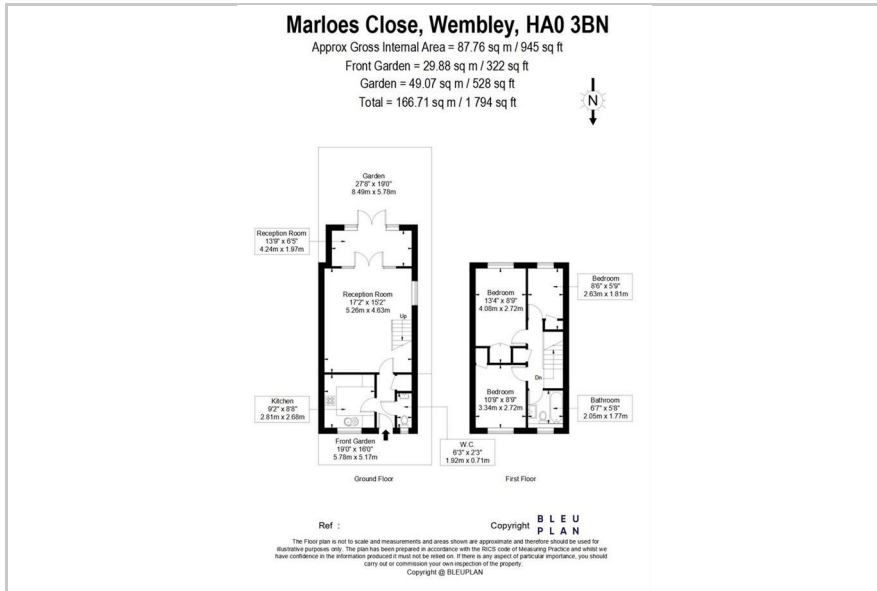 Marloes Close, Wembley, HA0 3BN
Approx Gross Internal Area = 87.76 sq m / 945 sq ft
Front Garden = 29.88 sq m / 322 sq ft
Garden = 49.07 sq m / 528 sq ft
Total = 166.71 sq m / 1 794 sq ft
N
Garden
27'8" x 19'0"
8.49m x 5.78m
Reception Room
13'9" x 6'5"
4.24m x 1.97m
Reception Room
17'2" x 15'2"
5.26m x 4.63m
Up
Kitchen
9'2" x 8'8"
2.81m x 2.68m
Front Garden
19'0" x 16'0"
5.78m x 5.17m
W.C.
6'3" x 2'3"
1.92m x 0.71m
Ground Floor
Bedroom
13'4" x 8'9"
4.08m x 2.72m
Bedroom
8'6" x 5'9"
2.63m x 1.81m
Dn
Bedroom
10'9" x 8'9"
3.34m x 2.72m
Bathroom
6'7" x 5'8"
2.05m x 1.77m
First Floor
Ref :
Copyright
BLEU
PLAN
The Floor plan is not to scale and measurements and areas shown are approximate and therefore should be used for
illustrative purposes only. The plan has been prepared in accordance with the RICS code of Measuring Practice and whilst we
have confidence in the information produced it must not be relied on. If there is any aspect of particular importance, you should
carry out or commission your own inspection of the property.
Copyright @ BLEUPLAN